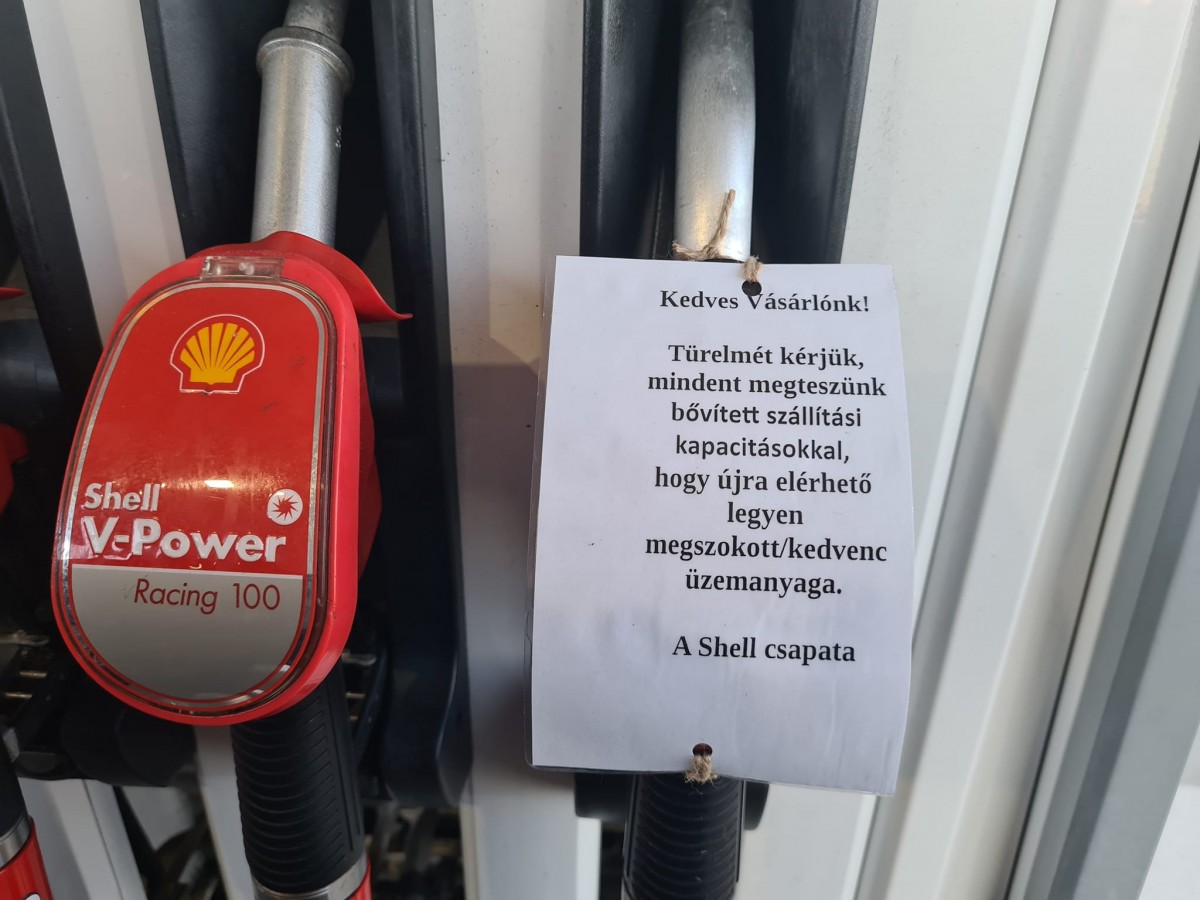 Shell
V-Power
Racing 100
Kedves Vásárlónk!
Türelmét kérjük,
mindent megteszünk
bővített szállítási
kapacitásokkal,
hogy újra elérhető
legyen
megszokott/kedvenc
üzemanyaga.
A Shell csapata